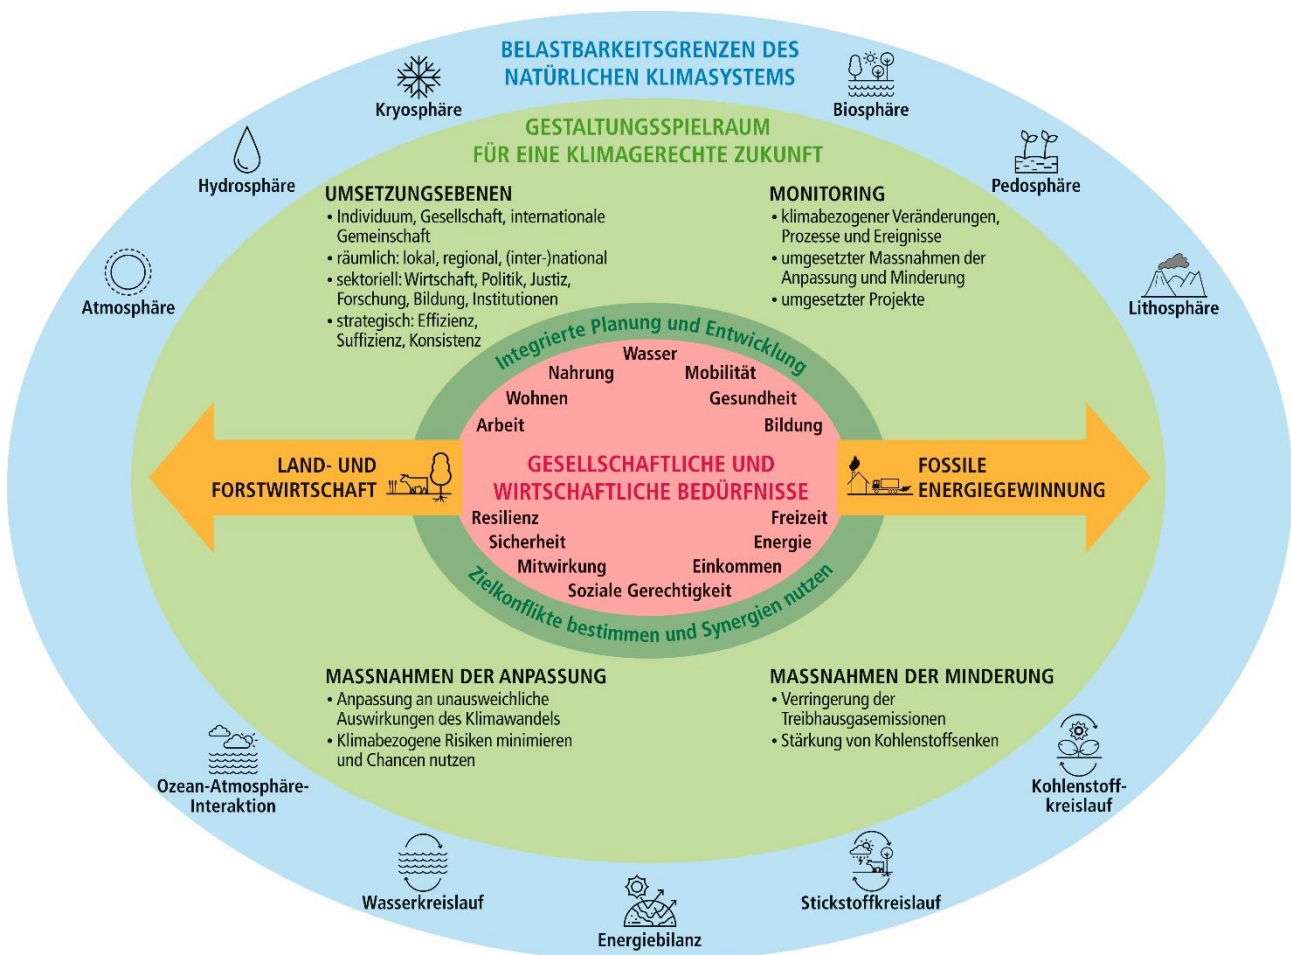 BELASTBARKEITSGRENZEN DES
NATÜRLICHEN KLIMASYSTEMS
Kryosphäre
Biosphäre
Hydrosphäre
Pedosphäre
Atmosphäre
Lithosphäre
GESTALTUNGSSPIELRAUM
FÜR EINE KLIMAGERECHTE ZUKUNFT
UMSETZUNGSEBENEN
• Individuum, Gesellschaft, internationale
Gemeinschaft
• räumlich: lokal, regional, (inter-)national
• sektoriell: Wirtschaft, Politik, Justiz,
Forschung, Bildung, Institutionen
• strategisch: Effizienz,
Suffizienz, Konsistenz
MONITORING
• klimabezogener Veränderungen,
Prozesse und Ereignisse
• umgesetzter Massnahmen der
Anpassung und Minderung
• umgesetzter Projekte
Integrierte Planung und Entwicklung
Wasser
Nahrung
Mobilität
Wohnen
Gesundheit
Arbeit
Bildung
LAND- UND
FORSTWIRTSCHAFT
GESELLSCHAFTLICHE UND
WIRTSCHAFTLICHE BEDÜRFNISSE
FOSSILE
ENERGIEGEWINNUNG
Resilienz
Freizeit
Sicherheit
Energie
Mitwirkung
Einkommen
Soziale Gerechtigkeit
Zielkonflikte bestimmen und Synergien nutzen
MASSNAHMEN DER ANPASSUNG
• Anpassung an unausweichliche
Auswirkungen des Klimawandels
• Klimabezogene Risiken minimieren
und Chancen nutzen
MASSNAHMEN DER MINDERUNG
• Verringerung der
Treibhausgasemissionen
• Stärkung von Kohlenstoffsenken
Ozean-Atmosphäre-
Interaktion
Kohlenstoff-
kreislauf
Wasserkreislauf
Stickstoffkreislauf
Energiebilanz